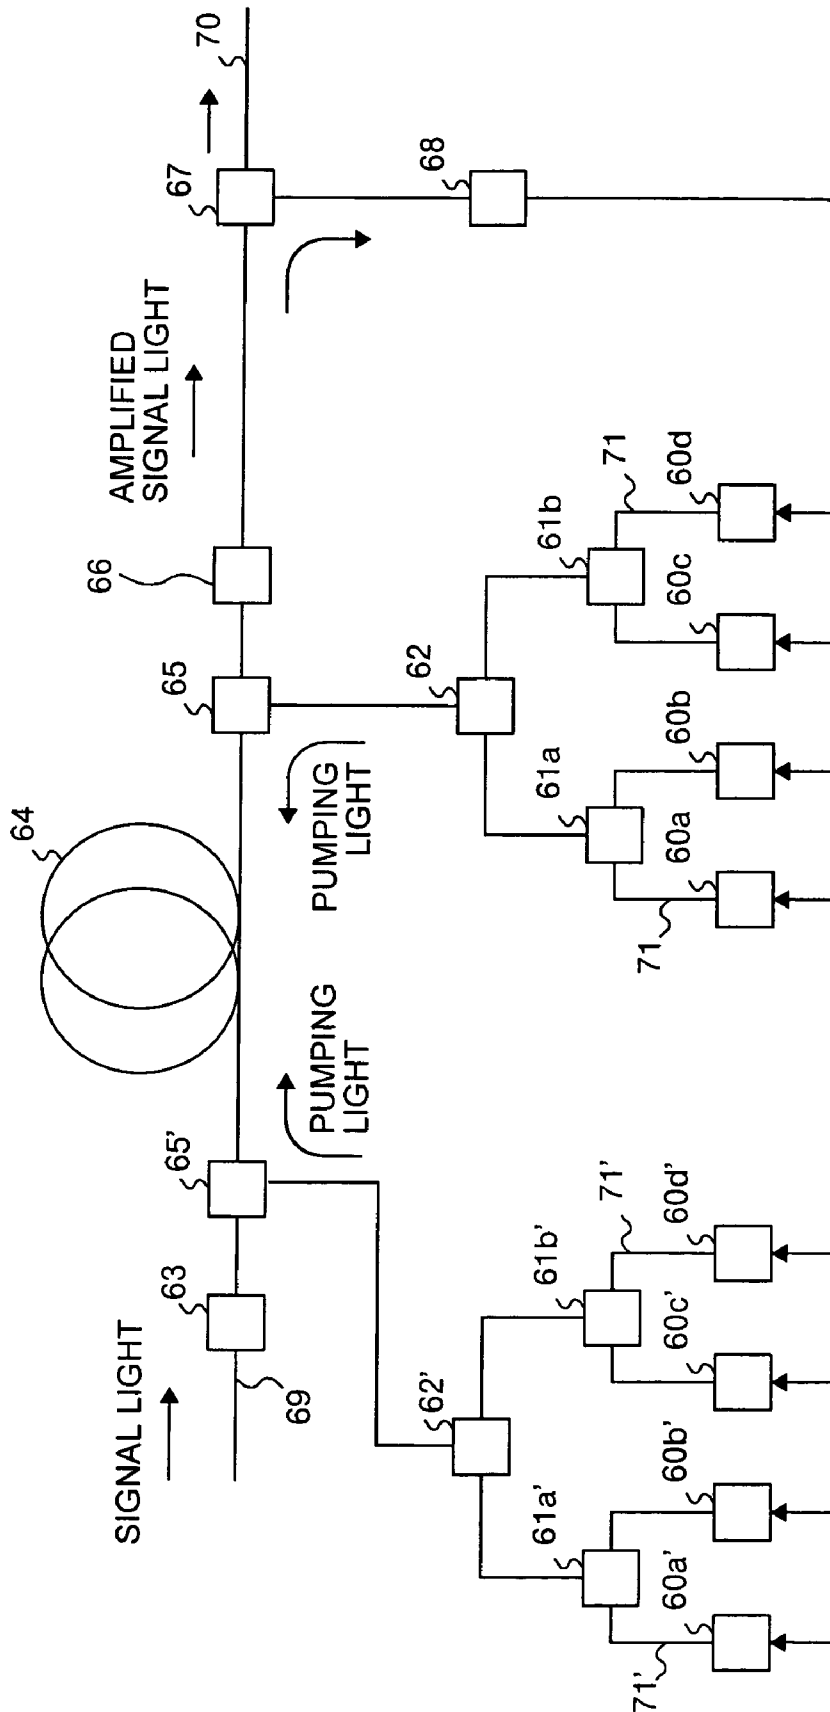 SIGNAL LIGHT
63
65'
69
64
65
66
AMPLIFIED
SIGNAL LIGHT
67
70
PUMPING
LIGHT
PUMPING
LIGHT
68
62'
62
61a'
61b'
71'
61a
61b
71
71'
60a'
60b'
60c'
60d'
71
60a
60b
60c
60d